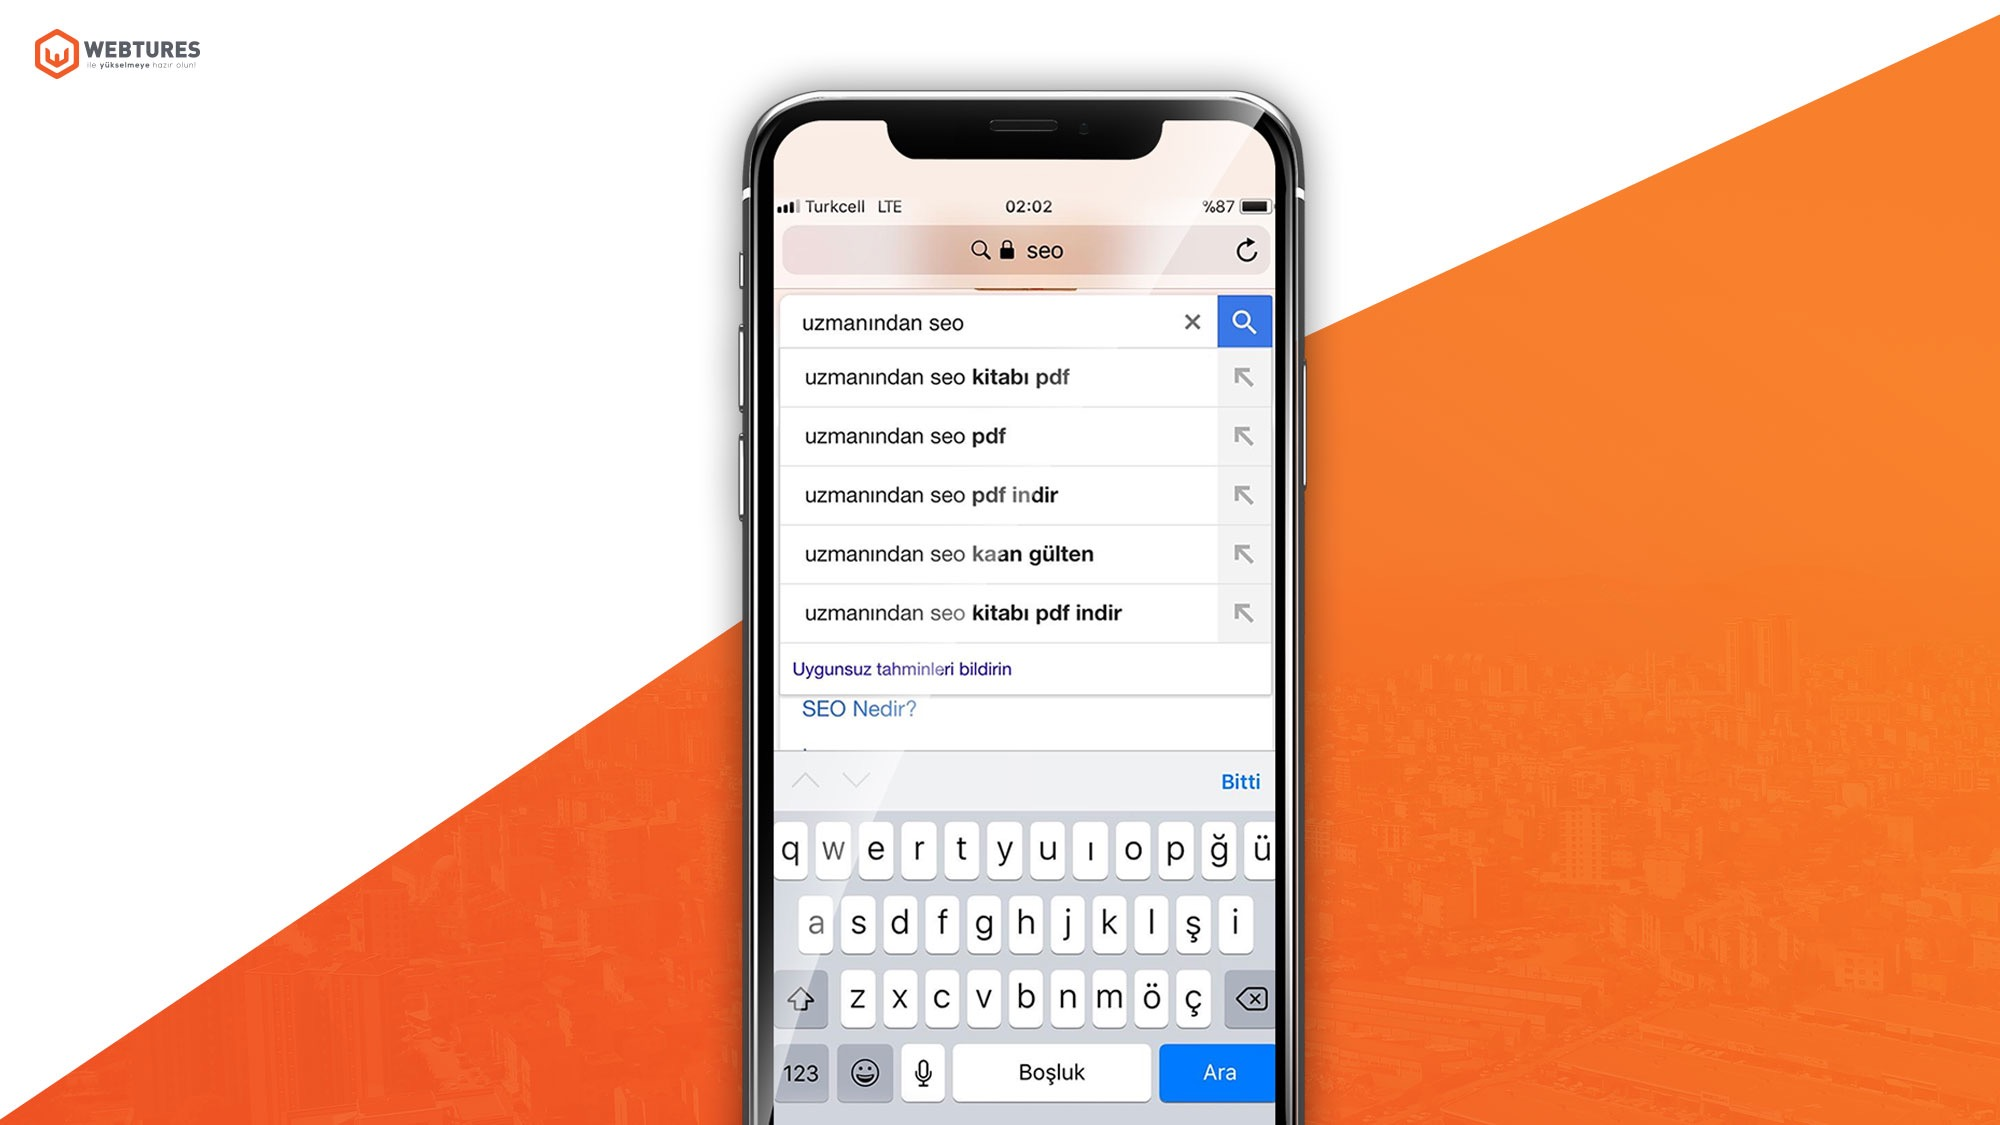 WEBTURES
ile yükselmeye hazır olun!
Turkcell LTE 02:02 %87
seo
uzmanından seo
uzmanından seo kitabı pdf
uzmanından seo pdf
uzmanından seo pdf indir
uzmanından seo kaan gülten
uzmanından seo kitabı pdf indir
Uygunsuz tahminleri bildirin
SEO Nedir?
Bitti
q w e r t y u ı o p ğ ü
a s d f g h j k l ş i
z x c v b n m ö ç
123 Boşluk Ara